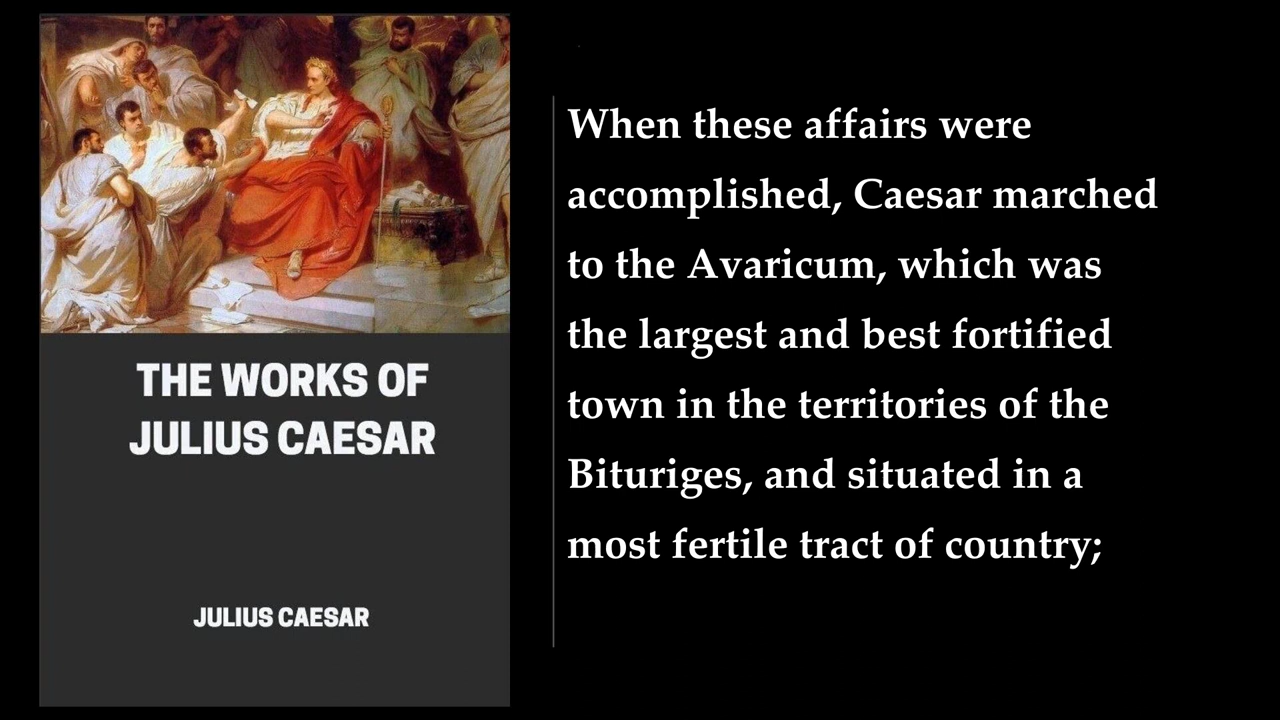 THE WORKS OF
JULIUS CAESAR
JULIUS CAESAR
When these affairs were
accomplished, Caesar marched
to the Avaricum, which was
the largest and best fortified
town in the territories of the
Bituriges, and situated in a
most fertile tract of country;